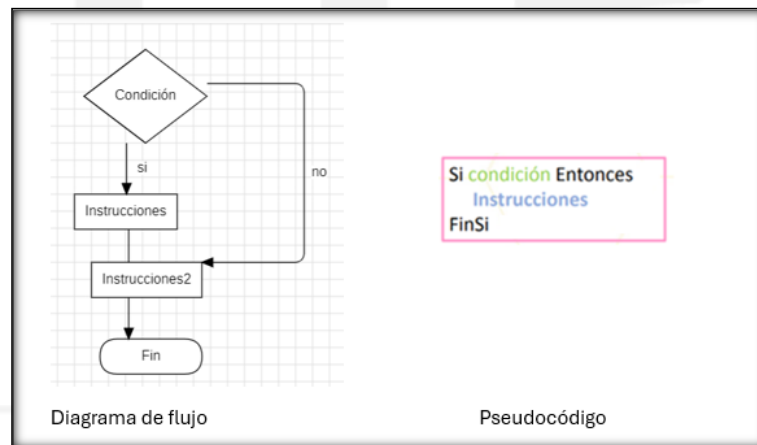 Condición
si
no
Instrucciones
Instrucciones2
Fin
Diagrama de flujo
Si condición Entonces
Instrucciones
FinSi
Pseudocódigo